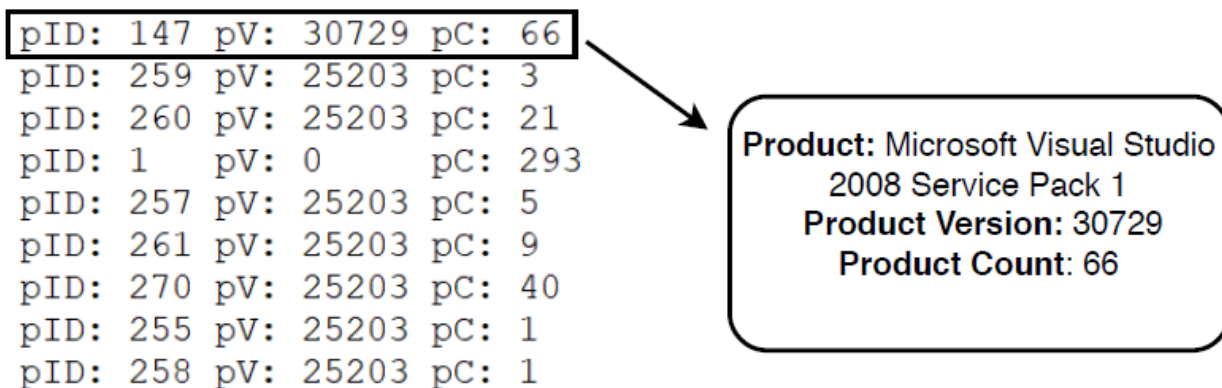 pID: 147 pV: 30729 pC: 66
pID: 259 pV: 25203 pC: 3
pID: 260 pV: 25203 pC: 21
pID: 1 pV: 0 pC: 293
pID: 257 pV: 25203 pC: 5
pID: 261 pV: 25203 pC: 9
pID: 270 pV: 25203 pC: 40
pID: 255 pV: 25203 pC: 1
pID: 258 pV: 25203 pC: 1
Product: Microsoft Visual Studio
2008 Service Pack 1
Product Version: 30729
Product Count: 66